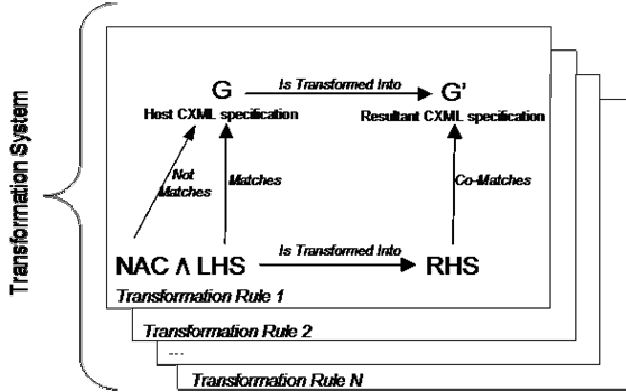 Transformation System
G
Is Transformed Into
G'
Host CXML specification
Resultant CXML specification
Not
Matches
Matches
Co-Matches
NAC ∧ LHS
Is Transformed Into
RHS
Transformation Rule 1
Transformation Rule 2
...
Transformation Rule N